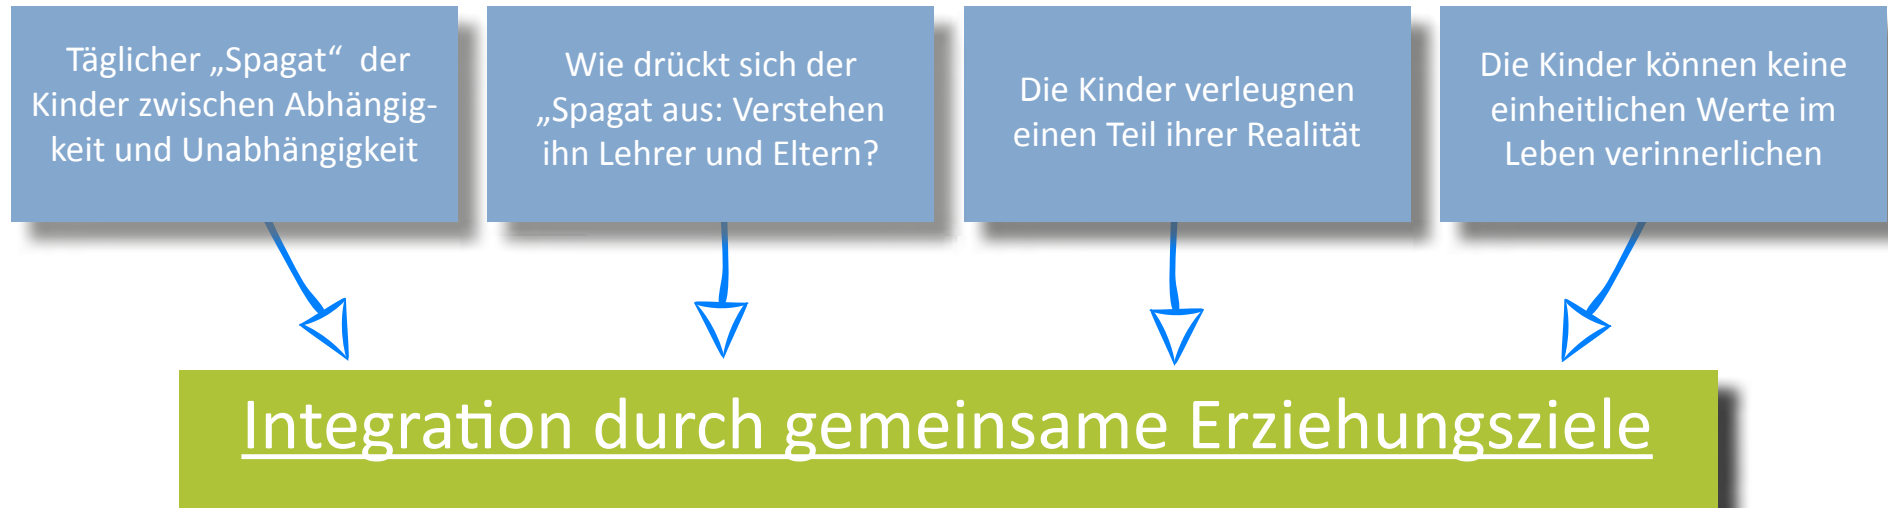 Täglicher „Spagat“ der
Kinder zwischen Abhängig-
keit und Unabhängigkeit
Wie drückt sich der
„Spagat aus: Verstehen
ihn Lehrer und Eltern?
Die Kinder verleugnen
einen Teil ihrer Realität
Die Kinder können keine
einheitlichen Werte im
Leben verinnerlichen
Integration durch gemeinsame Erziehungsziele